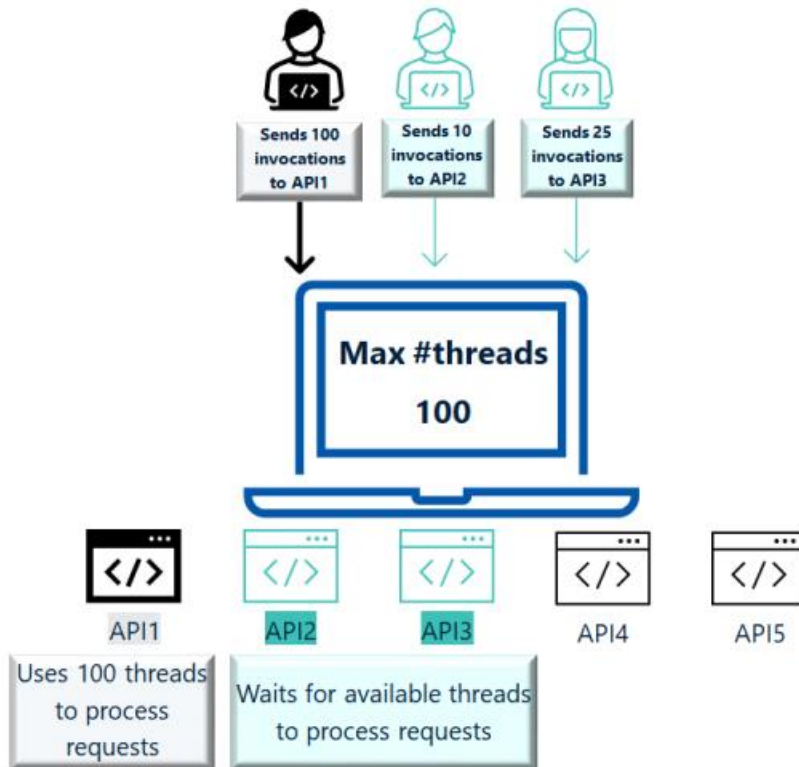 </>
</>
</>
Sends 100
invocations
to API1
Sends 10
invocations
to API2
Sends 25
invocations
to API3
Max #threads
100
</>
</>
</>
</>
</>
API1
API2
API3
API4
API5
Uses 100 threads
to process
requests
Waits for available threads
to process requests